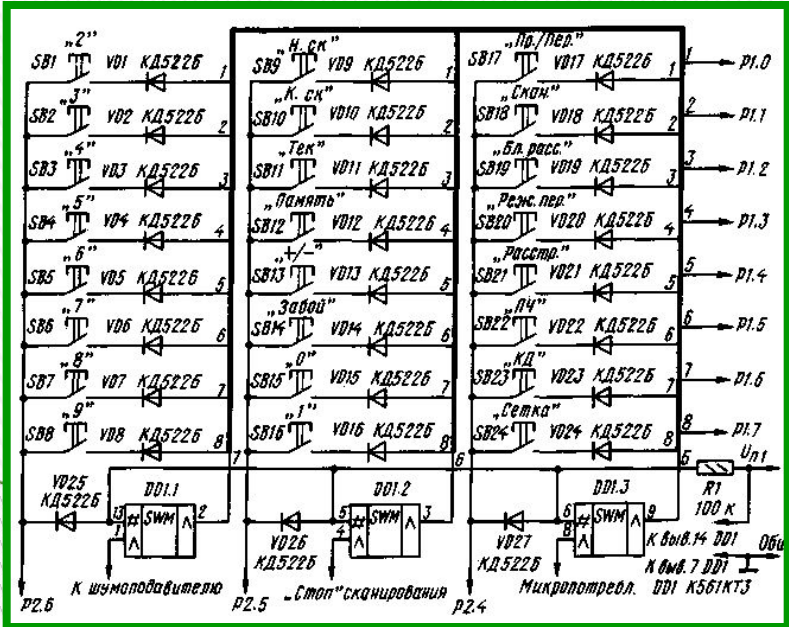 „2" SB1 VD1 КД522Б 1
„3" SB2 VD2 КД522Б 2
„4" SB3 VD3 КД522Б 3
„5" SB4 VD4 КД522Б 4
„6" SB5 VD5 КД522Б 5
„7" SB6 VD6 КД522Б 6
„8" SB7 VD7 КД522Б 7
„9" SB8 VD8 КД522Б 8
„Н. ск" SB9 VD9 КД522Б 1
„К. ск" SB10 VD10 КД522Б 2
„Тек" SB11 VD11 КД522Б 3
„Память" SB12 VD12 КД522Б 4
„+/–" SB13 VD13 КД522Б 5
„Забой" SB14 VD14 КД522Б 6
„0" SB15 VD15 КД522Б 7
„1" SB16 VD16 КД522Б 8
„Пр./Пер." SB17 VD17 КД522Б 1
„Скан." SB18 VD18 КД522Б 2
„Бл. расс." SB19 VD19 КД522Б 3
„Реж. пер." SB20 VD20 КД522Б 4
„Расстр." SB21 VD21 КД522Б 5
„ПЧ" SB22 VD22 КД522Б 6
„КД" SB23 VD23 КД522Б 7
„Сетка" SB24 VD24 КД522Б 8
1 P1.0
2 P1.1
3 P1.2
4 P1.3
5 P1.4
6 P1.5
7 P1.6
8 P1.7
7 6 Б
VD25 КД522Б
DD1.1
13 # SWM ^ 2
1 ^
К шумоподавителю
P2.6
VD26 КД522Б
DD1.2
5 # SWM ^ 3
4 ^
„Стоп" сканирования
P2.5
VD27 КД522Б
DD1.3
6 # SWM ^ 9
8 ^
Микропотребл.
P2.4
Uп1
R1
100 к
К выв.14 DD1
Общ
К выв. 7 DD1
DD1 К561КТ3